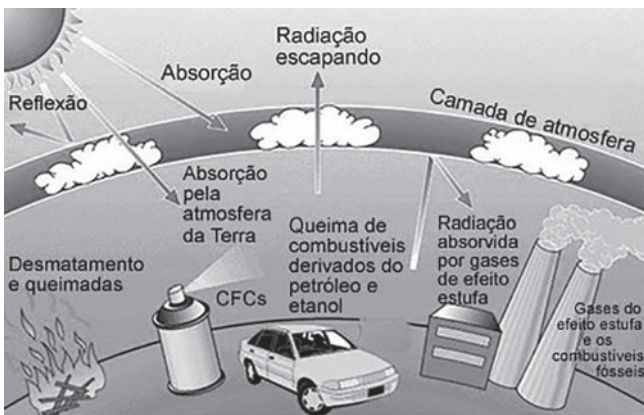 Radiação
escapando
Absorção
Reflexão
Camada de atmosfera
Absorção
pela
atmosfera
da Terra
Queima de
combustíveis
derivados do
petróleo e
etanol
Radiação
absorvida
por gases
de efeito
estufa
Desmatamento
e queimadas
CFCs
Gases do
efeito estufa
e os
combustíveis
fósseis